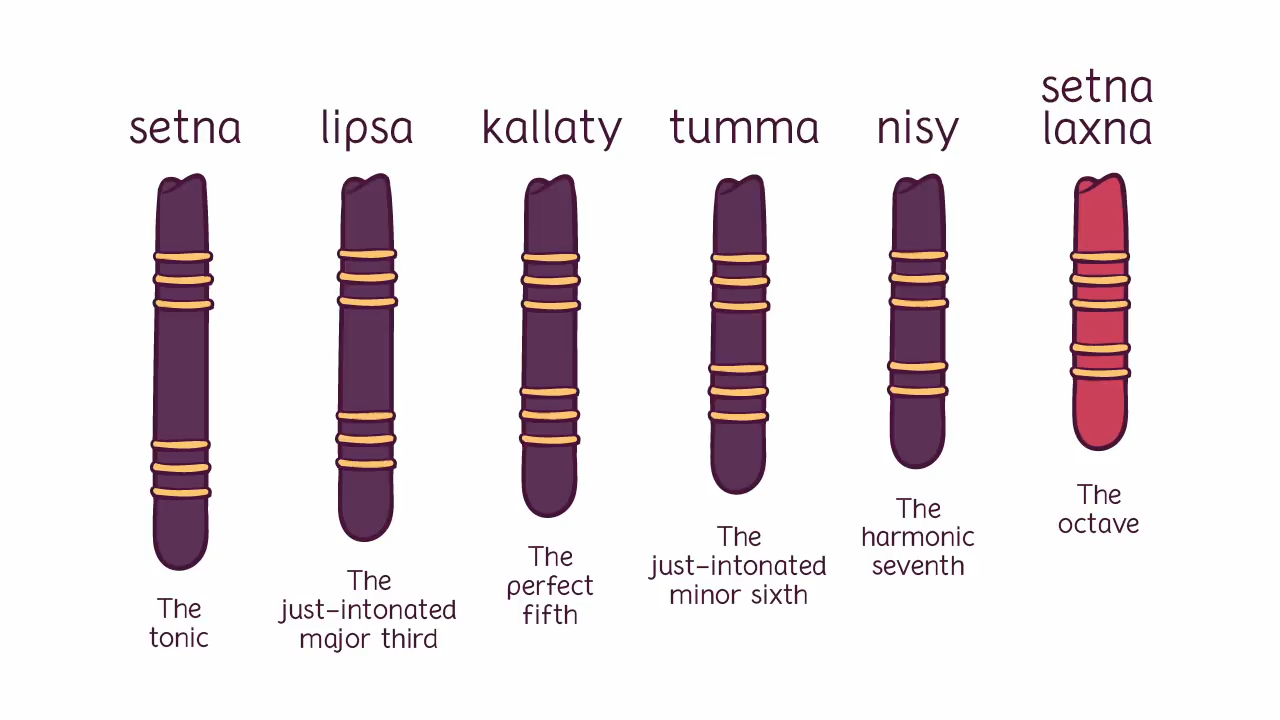 setna
lipsa
kallaty
tumma
nisy
setna
laxna
The
tonic
The
just-intonated
major third
The
perfect
fifth
The
just-intonated
minor sixth
The
harmonic
seventh
The
octave